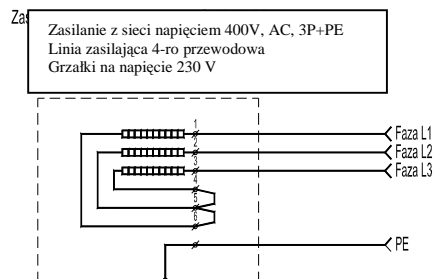 Zas
Zasilanie z sieci napięciem 400V, AC, 3P+PE
Linia zasilająca 4-ro przewodowa
Grzałki na napięcie 230 V
1
Faza L1
2
Faza L2
3
Faza L3
4
5
6
PE